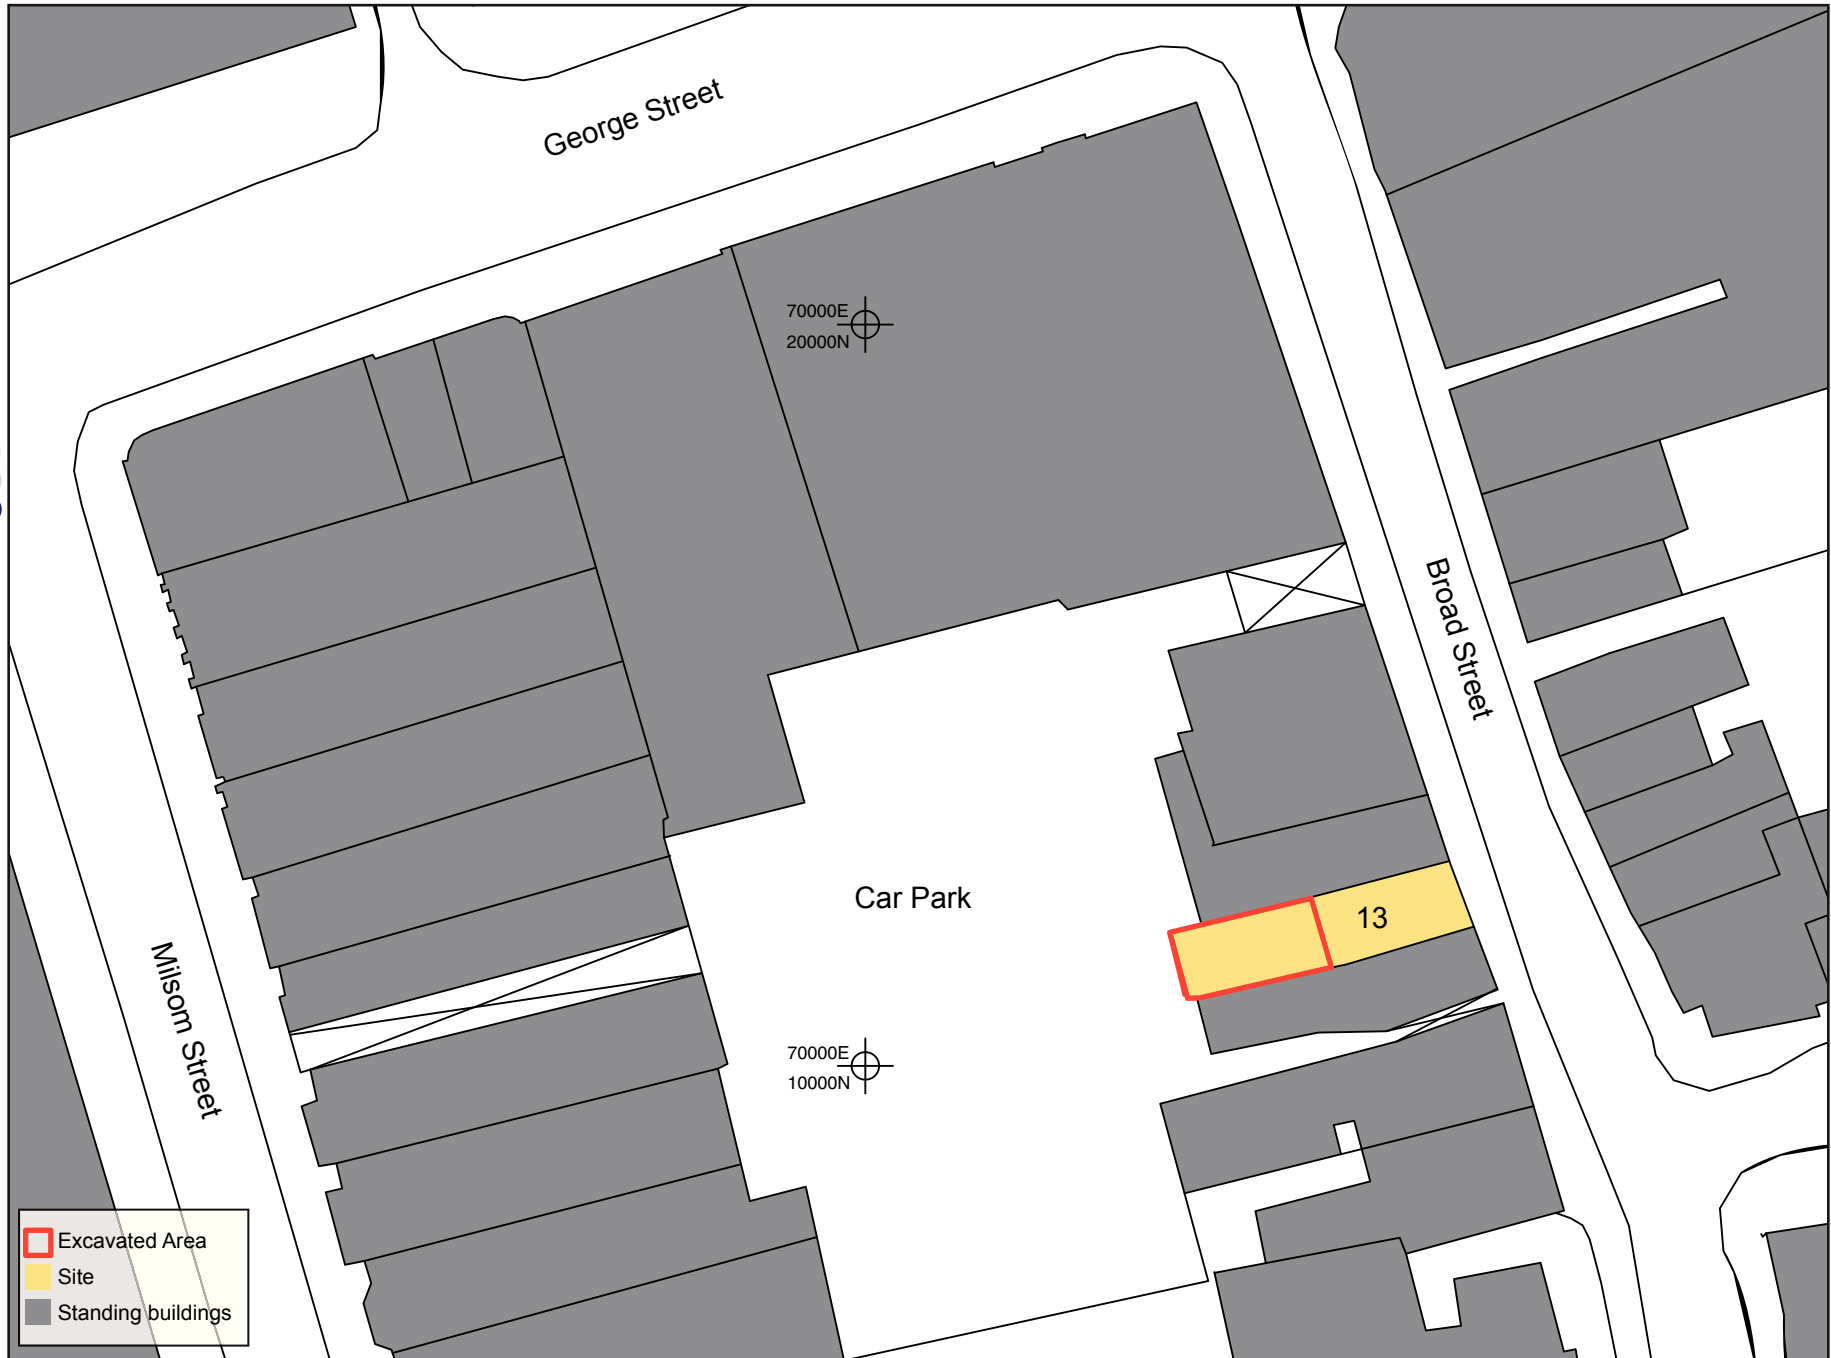 George Street
70000E
20000N
Broad Street
Car Park
13
Milsom Street
70000E
10000N
Excavated Area
Site
Standing buildings